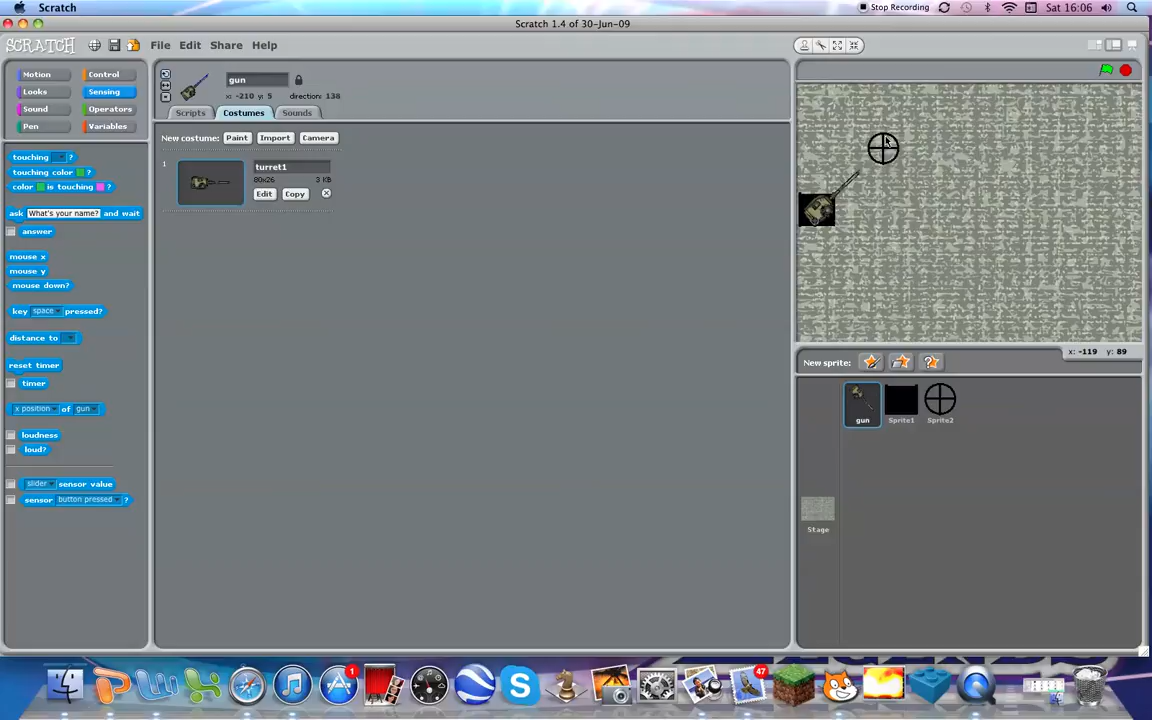 Scratch
Stop Recording
Sat 16:06
Scratch 1.4 of 30-Jun-09
SCRATCH
File Edit Share Help
Motion Control
Looks Sensing
Sound Operators
Pen Variables
gun
x: -210 y: 5 direction: 138
Scripts Costumes Sounds
New costume: Paint Import Camera
1
turret1
80x26 3 KB
Edit Copy
touching ?
touching color ?
color is touching ?
ask What's your name? and wait
answer
mouse x
mouse y
mouse down?
key space pressed?
distance to
reset timer
timer
x position of gun
loudness
loud?
slider sensor value
sensor button pressed ?
x: -119 y: 89
New sprite:
gun Sprite1 Sprite2
Stage
1
47